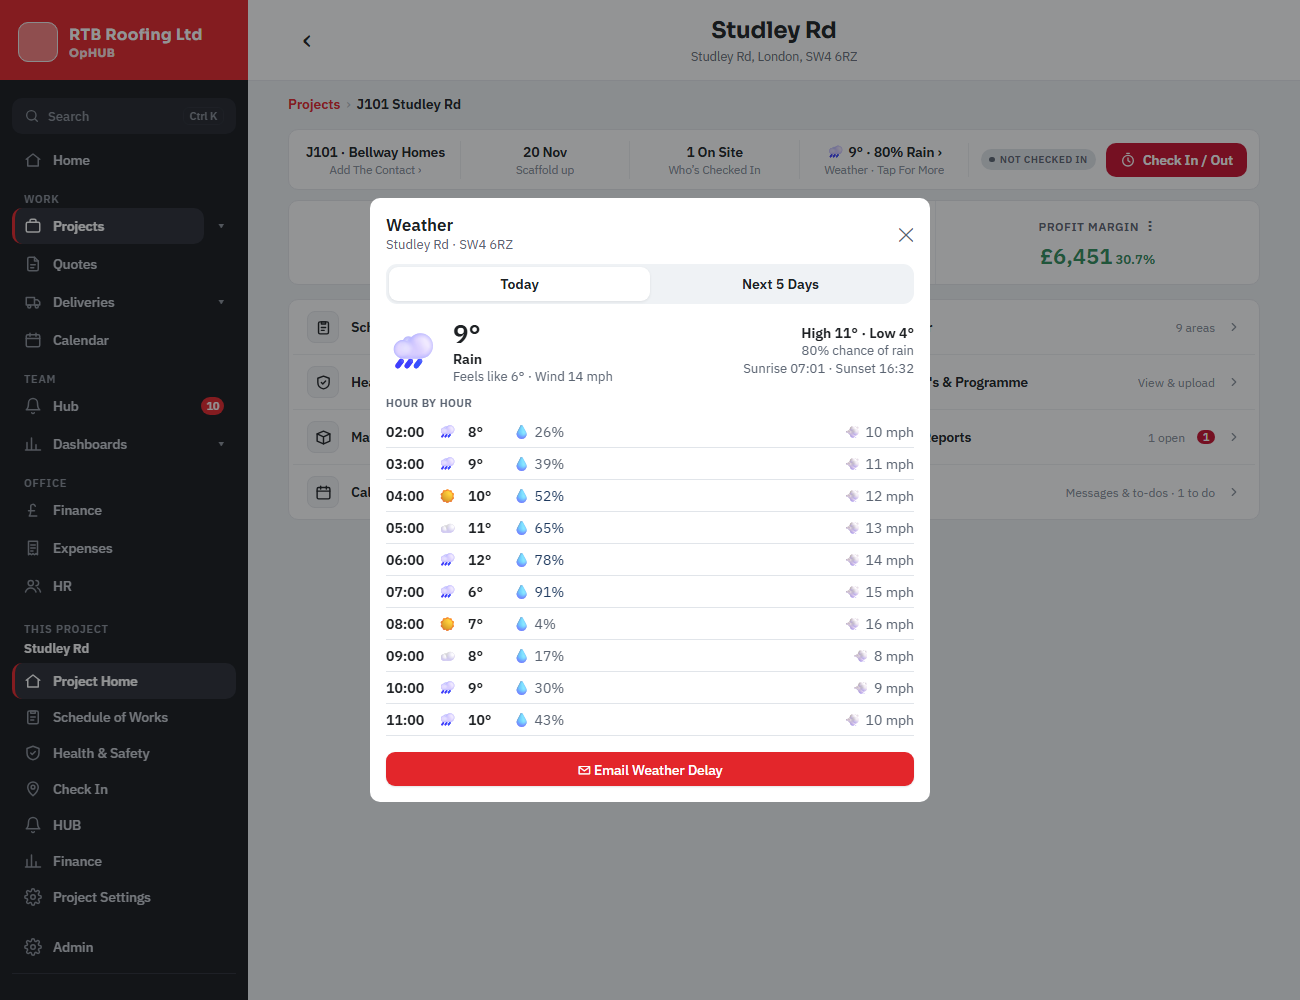 RTB Roofing Ltd
OpHUB
Search Ctrl K
Home
WORK
Projects
Quotes
Deliveries
Calendar
TEAM
Hub 10
Dashboards
OFFICE
Finance
Expenses
HR
THIS PROJECT
Studley Rd
Project Home
Schedule of Works
Health & Safety
Check In
HUB
Finance
Project Settings
Admin
Studley Rd
Studley Rd, London, SW4 6RZ
Projects › J101 Studley Rd
J101 · Bellway Homes
Add The Contact ›
20 Nov
Scaffold up
1 On Site
Who's Checked In
9° · 80% Rain ›
Weather · Tap For More
NOT CHECKED IN
Check In / Out
PROFIT MARGIN
£6,451 30.7%
9 areas
's & Programme View & upload
1 open 1
Messages & to-dos · 1 to do
Weather
Studley Rd · SW4 6RZ
Today Next 5 Days
9°
Rain
Feels like 6° · Wind 14 mph
High 11° · Low 4°
80% chance of rain
Sunrise 07:01 · Sunset 16:32
HOUR BY HOUR
02:00 8° 26% 10 mph
03:00 9° 39% 11 mph
04:00 10° 52% 12 mph
05:00 11° 65% 13 mph
06:00 12° 78% 14 mph
07:00 6° 91% 15 mph
08:00 7° 4% 16 mph
09:00 8° 17% 8 mph
10:00 9° 30% 9 mph
11:00 10° 43% 10 mph
Email Weather Delay